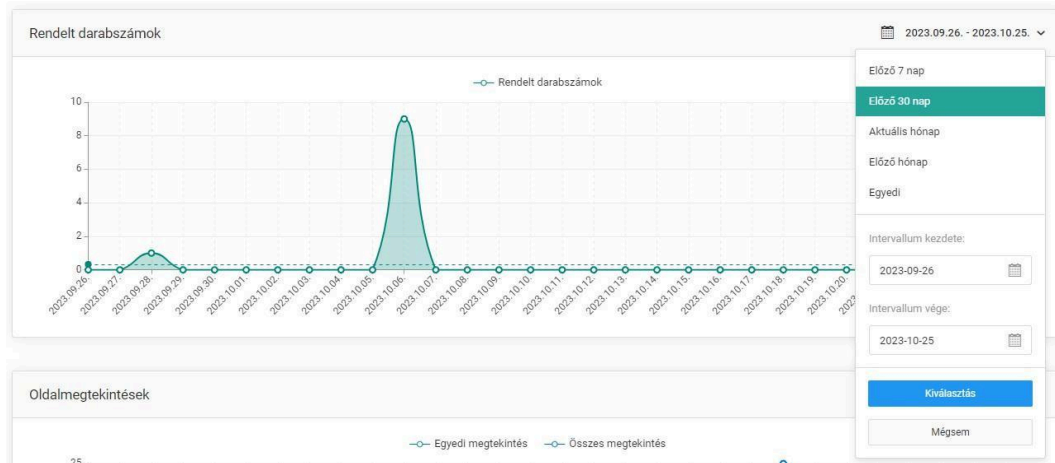 Rendelt darabszámok
2023.09.26. - 2023.10.25.
Rendelt darabszámok
10
8
6
4
2
0
2023.09.26.
2023.09.27.
2023.09.28.
2023.09.29.
2023.09.30.
2023.10.01.
2023.10.02.
2023.10.03.
2023.10.04.
2023.10.05.
2023.10.06.
2023.10.07.
2023.10.08.
2023.10.09.
2023.10.10.
2023.10.11.
2023.10.12.
2023.10.13.
2023.10.14.
2023.10.15.
2023.10.16.
2023.10.17.
2023.10.18.
2023.10.19.
2023.10.20.
Előző 7 nap
Előző 30 nap
Aktuális hónap
Előző hónap
Egyedi
Intervallum kezdete:
2023-09-26
Intervallum vége:
2023-10-25
Kiválasztás
Mégsem
Oldalmegtekintések
Egyedi megtekintés
Összes megtekintés
25